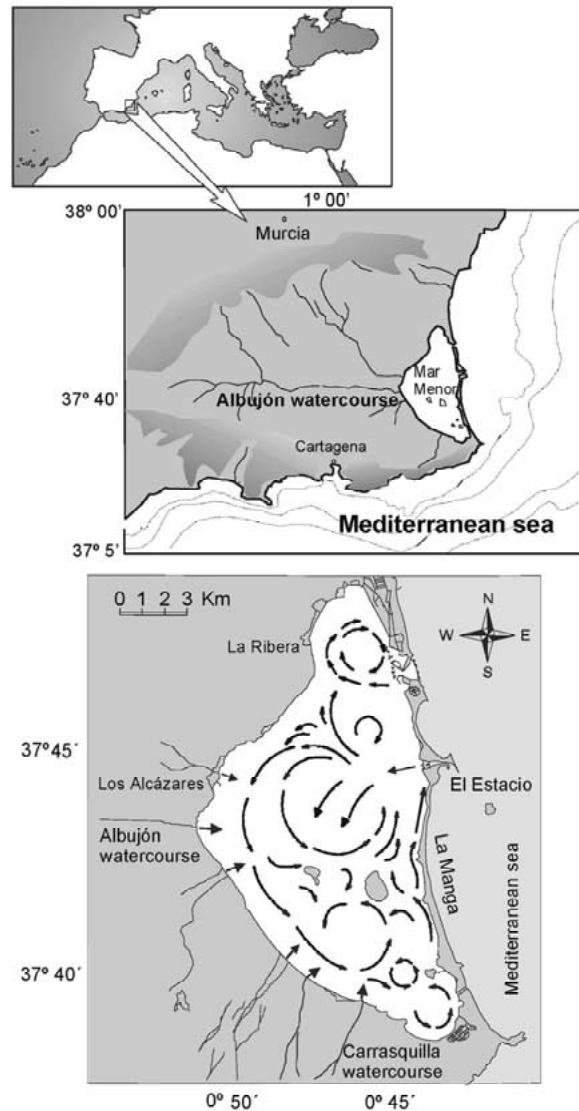 1º 00′
38º 00′
Murcia
Mar
Menor
37º 40′
Albujón watercourse
Cartagena
Mediterranean sea
37º 5′
0 1 2 3 Km
N
W E
S
La Ribera
37º 45′
Los Alcázares
El Estacio
Albujón
watercourse
La Manga
Mediterranean sea
37º 40′
Carrasquilla
watercourse
0º 50′ 0º 45′